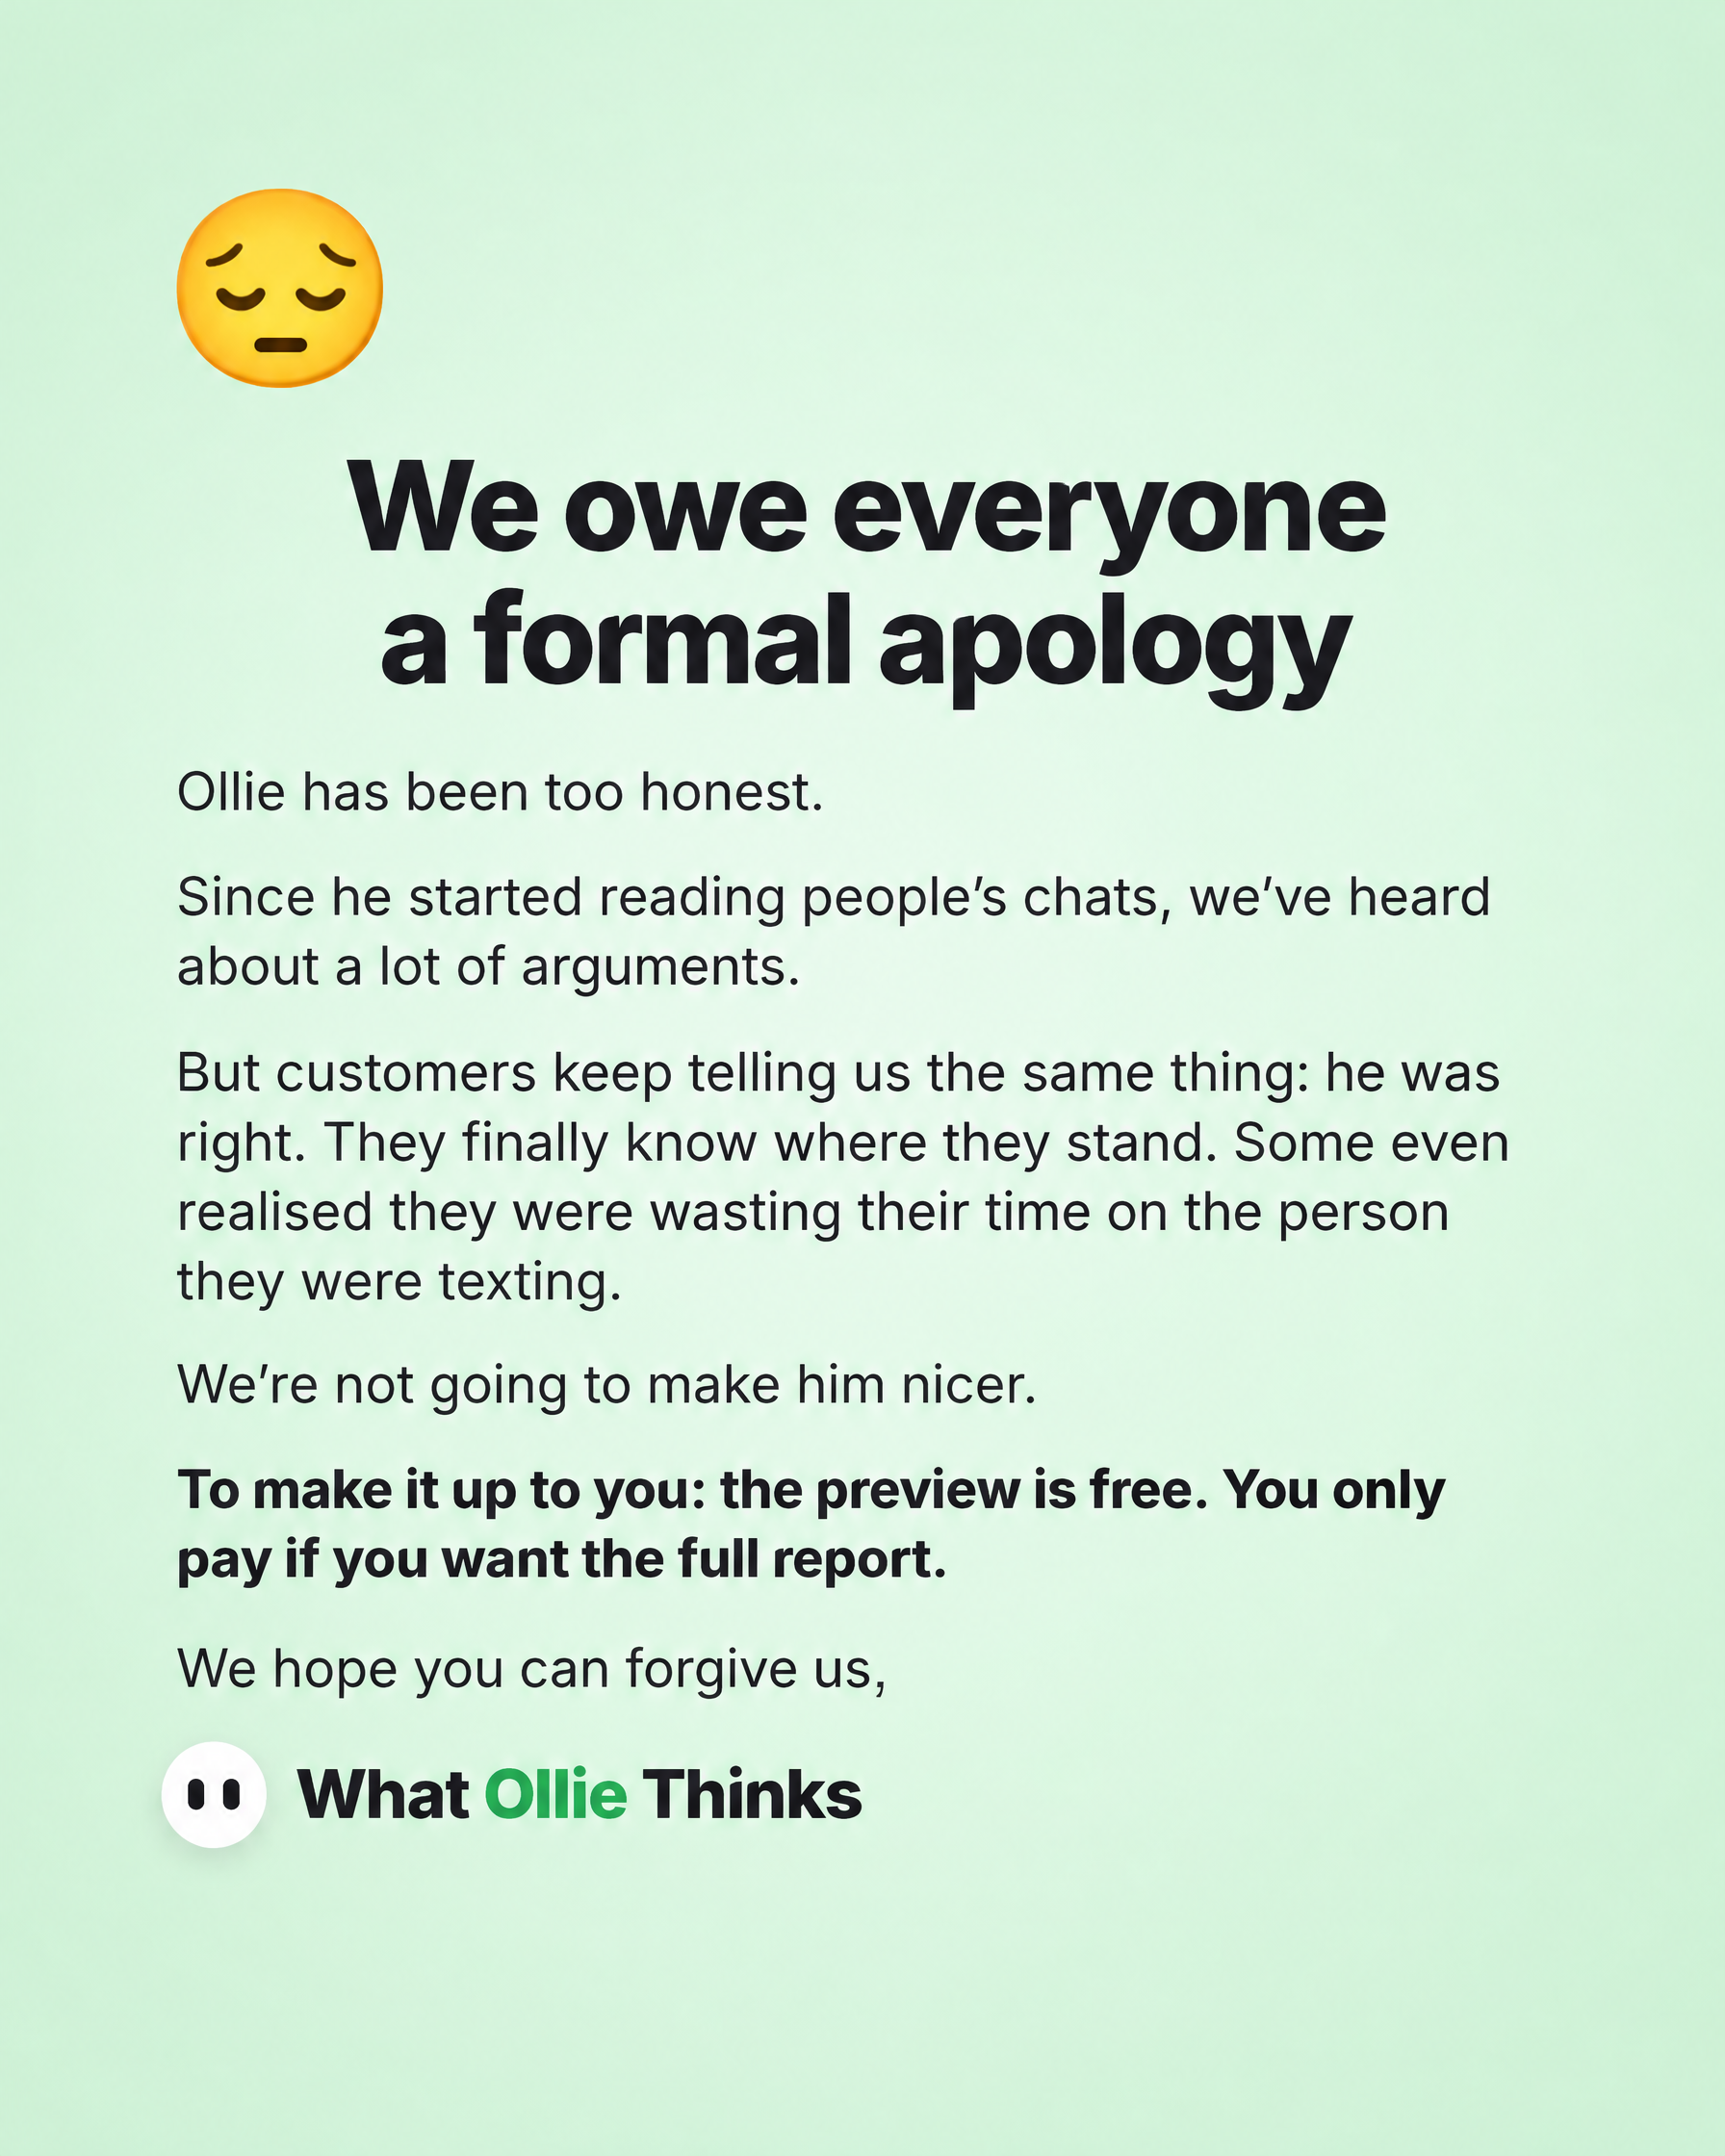 We owe everyone
a formal apology
Ollie has been too honest.
Since he started reading people’s chats, we’ve heard
about a lot of arguments.
But customers keep telling us the same thing: he was
right. They finally know where they stand. Some even
realised they were wasting their time on the person
they were texting.
We’re not going to make him nicer.
To make it up to you: the preview is free. You only
pay if you want the full report.
We hope you can forgive us,
What Ollie Thinks